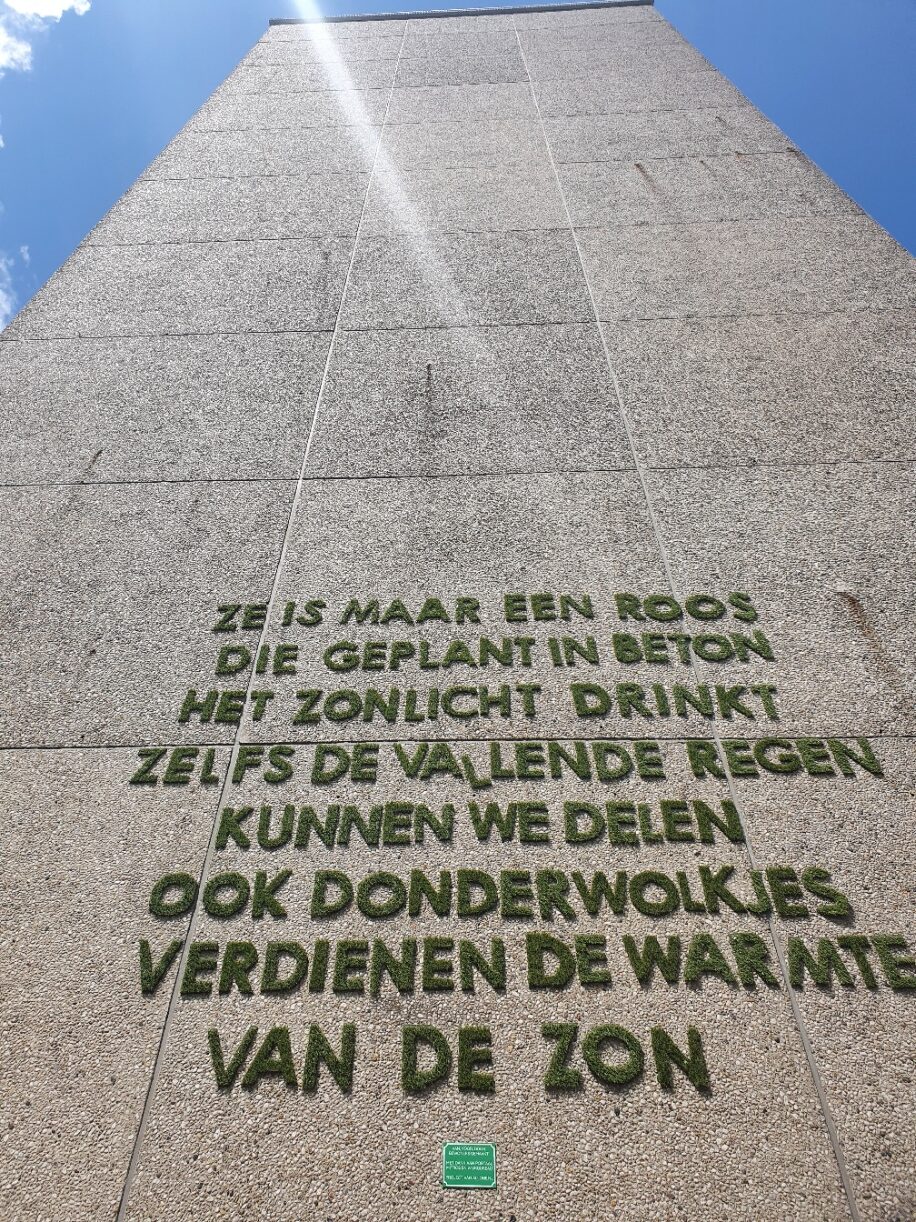 ZE IS MAAR EEN ROOS
DIE GEPLANT IN BETON
HET ZONLICHT DRINKT
ZELFS DE VALLENDE REGEN
KUNNEN WE DELEN
OOK DONDERWOLKJES
VERDIENEN DE WARMTE
VAN DE ZON